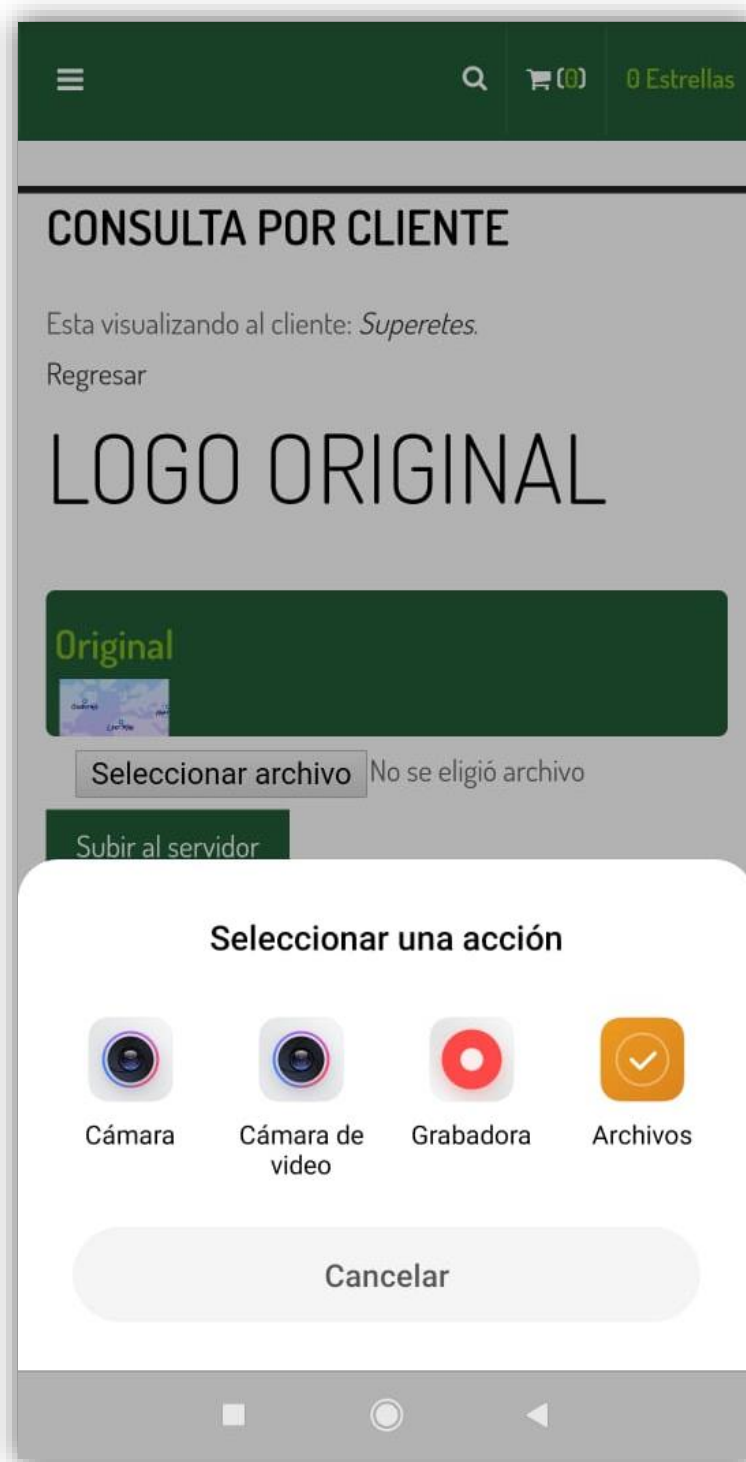 (0) 0 Estrellas
CONSULTA POR CLIENTE
Esta visualizando al cliente: Superetes.
Regresar
LOGO ORIGINAL
Original
Seleccionar archivo No se eligió archivo
Subir al servidor
Seleccionar una acción
Cámara Cámara de Grabadora Archivos
video
Cancelar